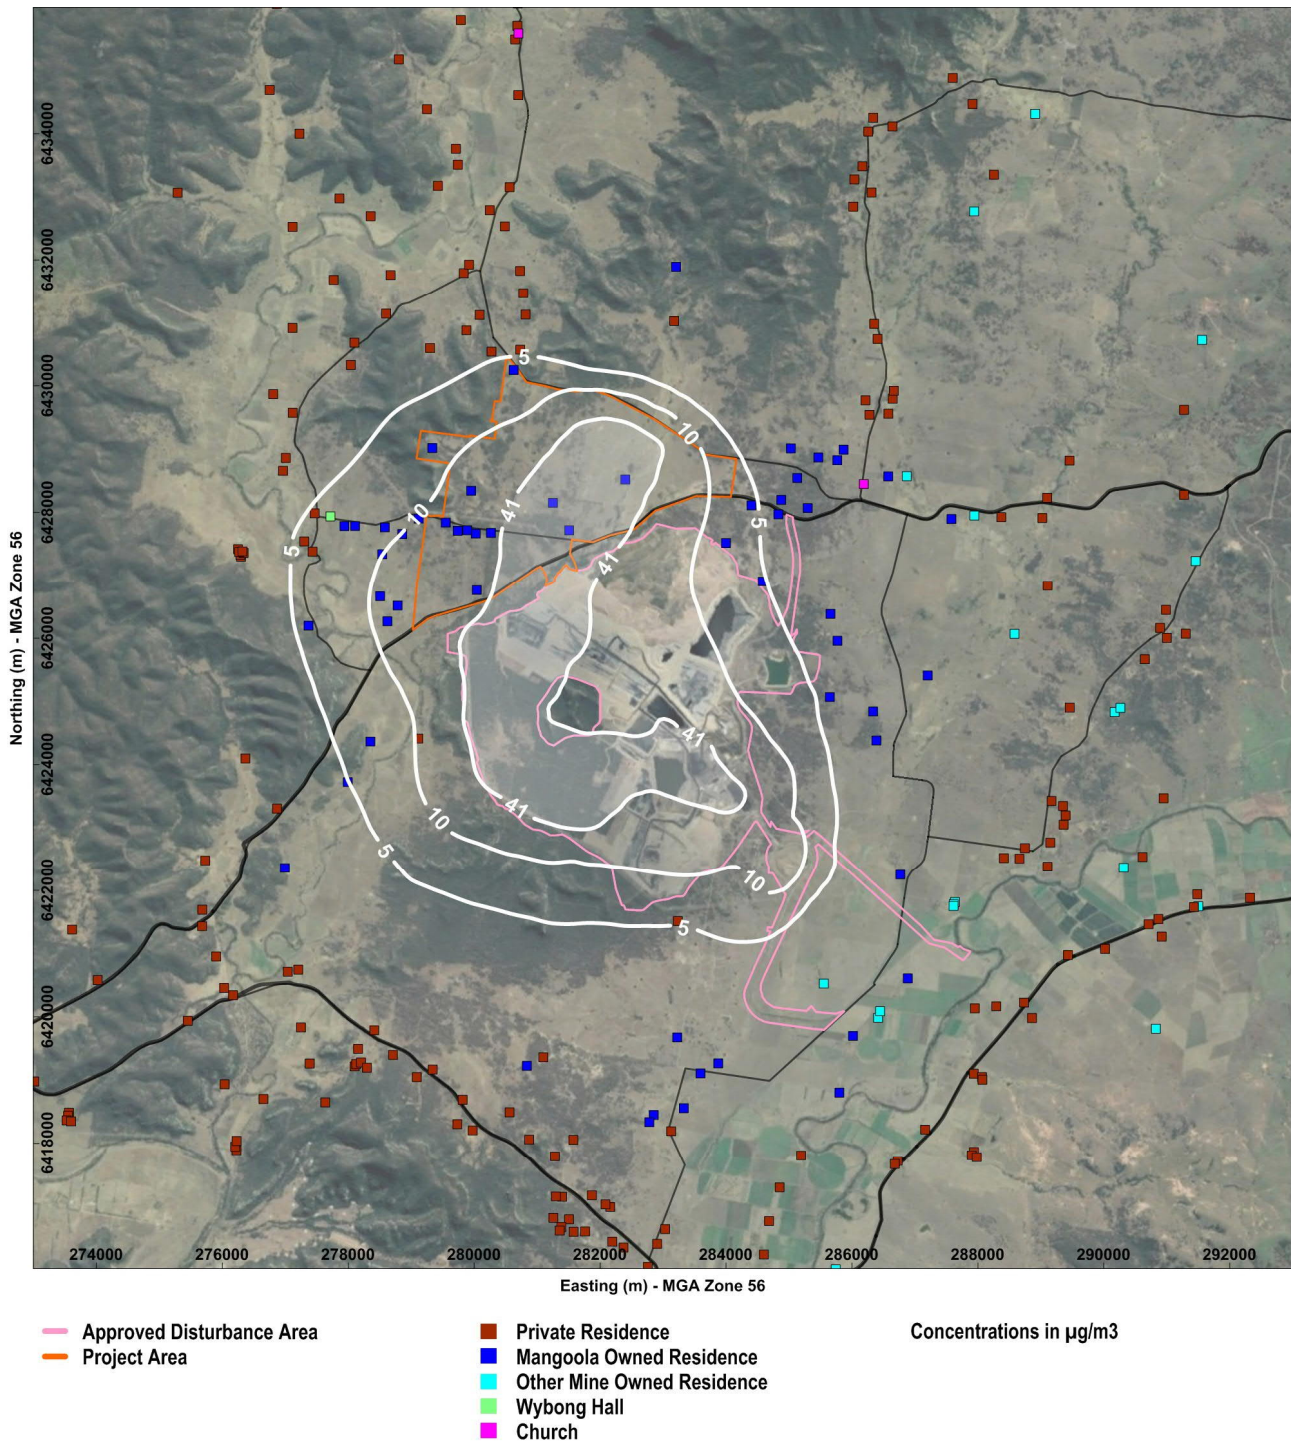 6434000
6432000
6430000
6428000
6426000
6424000
6422000
6420000
6418000
Northing (m) - MGA Zone 56
5
10
41
10
5
5
41
41
41
10
10
5
5
274000 276000 278000 280000 282000 284000 286000 288000 290000 292000
Easting (m) - MGA Zone 56
Approved Disturbance Area
Project Area
Private Residence
Mangoola Owned Residence
Other Mine Owned Residence
Wybong Hall
Church
Concentrations in µg/m3